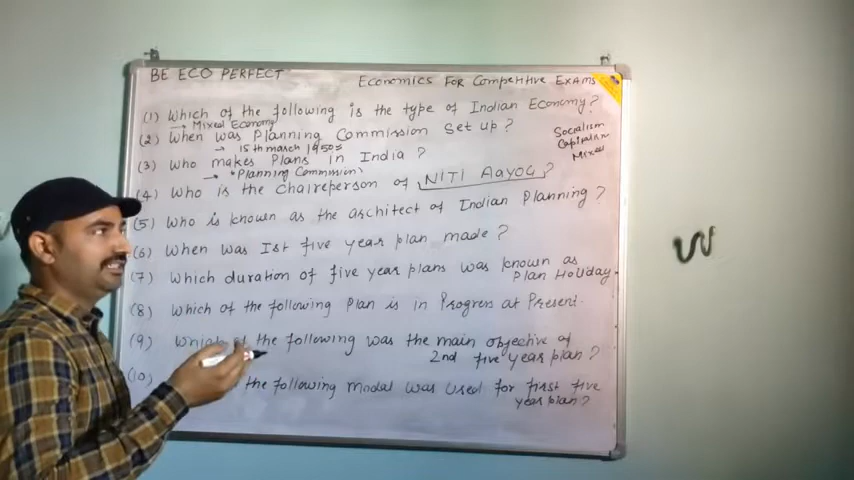 BE ECO PERFECT
Economics For Competitive Exams
(1) Which of the following is the type of Indian Economy?
→ Mixed Economy
(2) When was Planning Commission set up?
→ 15th march 1950
Socialism
Capitalism
Mixed
(3) Who makes Plans in India?
→ "Planning Commission
(4) Who is the chaireperson of NITI Aayog?
(5) Who is known as the architect of Indian Planning?
(6) When was Ist five year plan made?
(7) Which duration of five year plans was known as
Plan Holiday.
(8) Which of the following Plan is in Progress at Present.
(9) Which of the following was the main objective of
2nd five year plan?
(10) the following modal was used for first five
year plan?